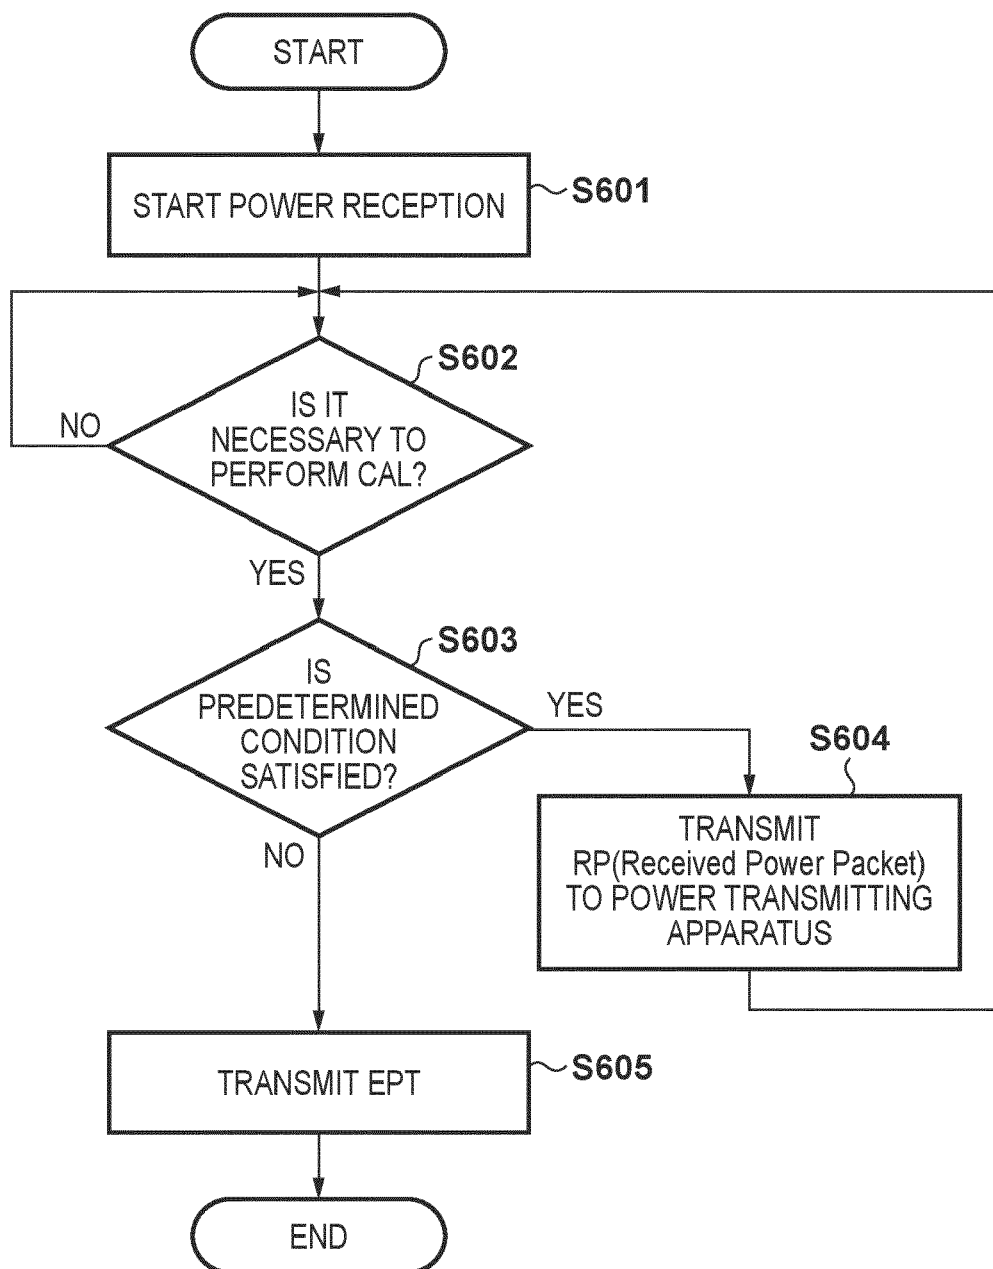 START
START POWER RECEPTION
S601
S602
IS IT
NECESSARY TO
PERFORM CAL?
NO
YES
S603
IS
PREDETERMINED
CONDITION
SATISFIED?
YES
NO
S604
TRANSMIT
RP(Received Power Packet)
TO POWER TRANSMITTING
APPARATUS
TRANSMIT EPT
S605
END